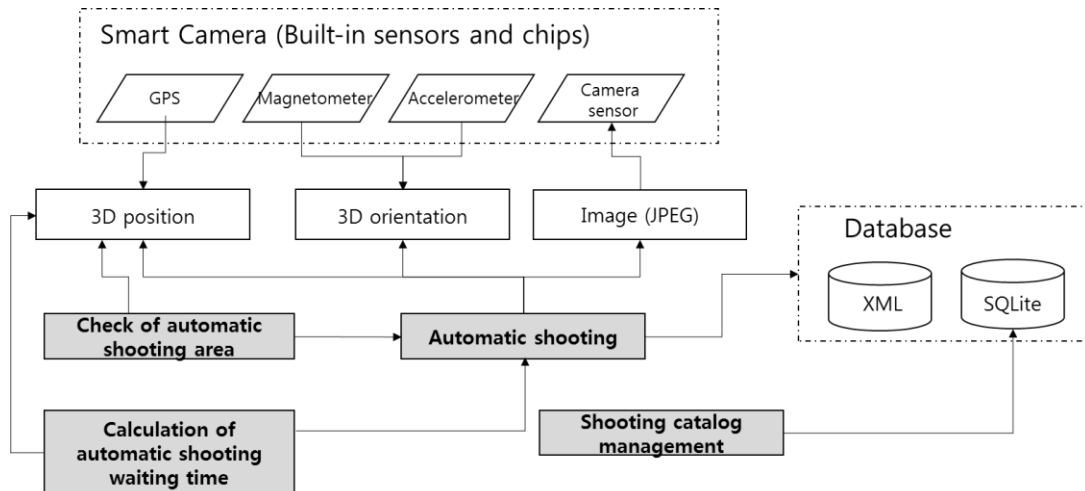 Smart Camera (Built-in sensors and chips)
GPS
Magnetometer
Accelerometer
Camera
sensor
3D position
3D orientation
Image (JPEG)
Database
XML
SQLite
Check of automatic
shooting area
Automatic shooting
Calculation of
automatic shooting
waiting time
Shooting catalog
management